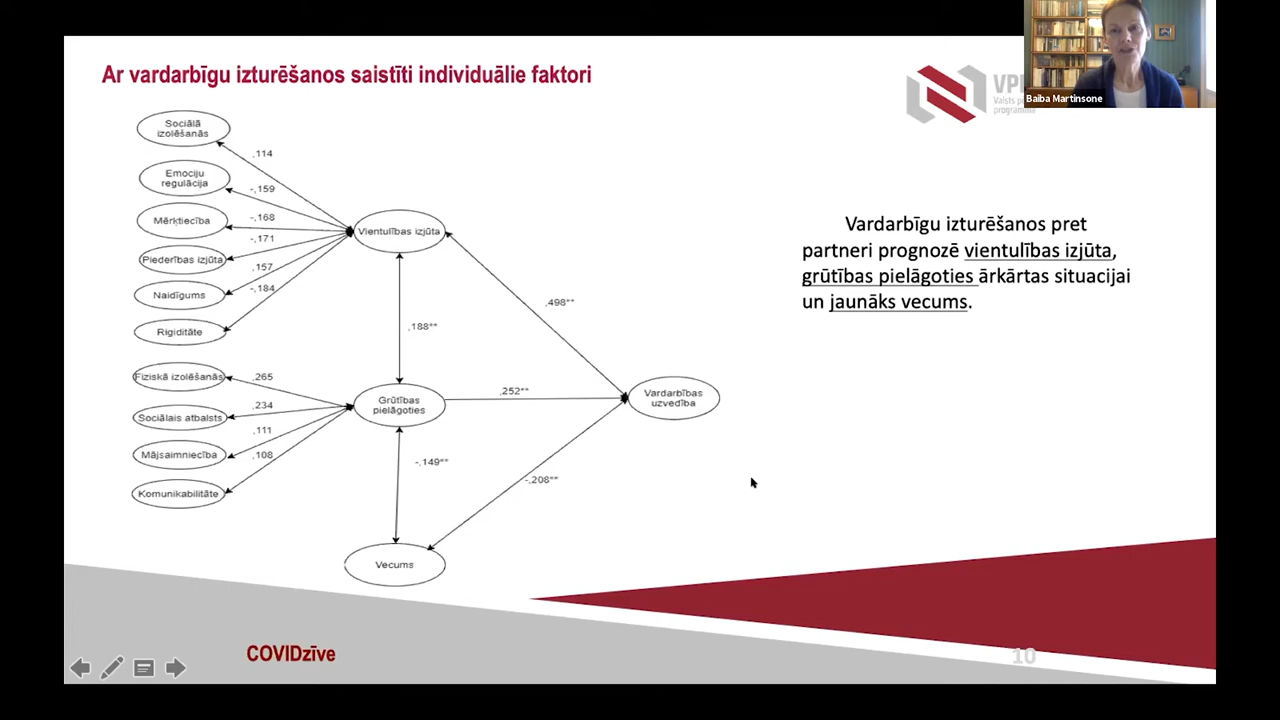 Ar vardarbīgu izturēšanos saistīti individuālie faktori
Baiba Martinsone
Valsts
programma
Sociālā
izolēšanās
,114
Emociju
regulācija
-,159
Mērķtiecība
-,168
-,171
Vientulības izjūta
Piederības izjūta
,157
Naidīgums
-,184
Rigiditāte
,188**
,498**
Vardarbīgu izturēšanos pret
partneri prognozē vientulības izjūta,
grūtības pielāgoties ārkārtas situacijai
un jaunāks vecums.
Fiziskā izolēšanās
,265
Grūtības
pielāgoties
,252**
Vardarbības
uzvedība
,234
Sociālais atbalsts
,111
Mājsaimniecība
,108
Komunikabilitāte
-,149**
-,208**
Vecums
COVIDzīve
10